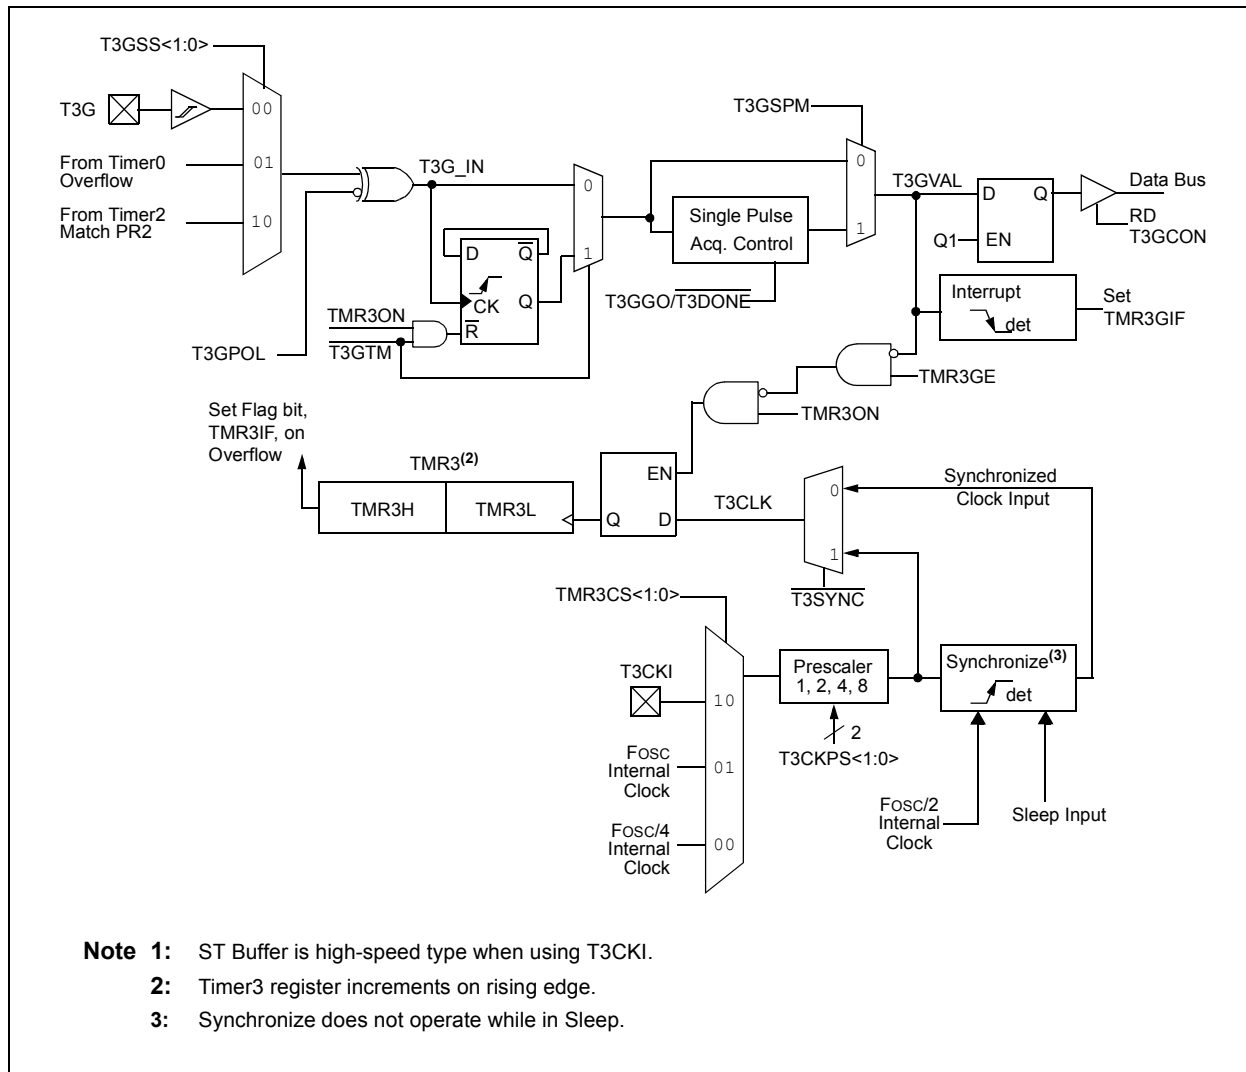 T3GSS<1:0>
T3G
00
From Timer0
Overflow
01
From Timer2
Match PR2
10
T3G_IN
0
1
D
Q
CK
Q
R
TMR3ON
T3GTM
T3GPOL
T3GSPM
0
1
Single Pulse
Acq. Control
T3GGO/T3DONE
T3GVAL
D
Q
Q1
EN
Data Bus
RD
T3GCON
Interrupt
det
Set
TMR3GIF
TMR3GE
TMR3ON
Set Flag bit,
TMR3IF, on
Overflow
TMR3(2)
TMR3H
TMR3L
EN
Q
D
T3CLK
0
1
Synchronized
Clock Input
T3SYNC
TMR3CS<1:0>
T3CKI
10
FOSC
Internal
Clock
01
FOSC/4
Internal
Clock
00
Prescaler
1, 2, 4, 8
2
T3CKPS<1:0>
Synchronize(3)
det
FOSC/2
Internal
Clock
Sleep Input
Note 1: ST Buffer is high-speed type when using T3CKI.
2: Timer3 register increments on rising edge.
3: Synchronize does not operate while in Sleep.